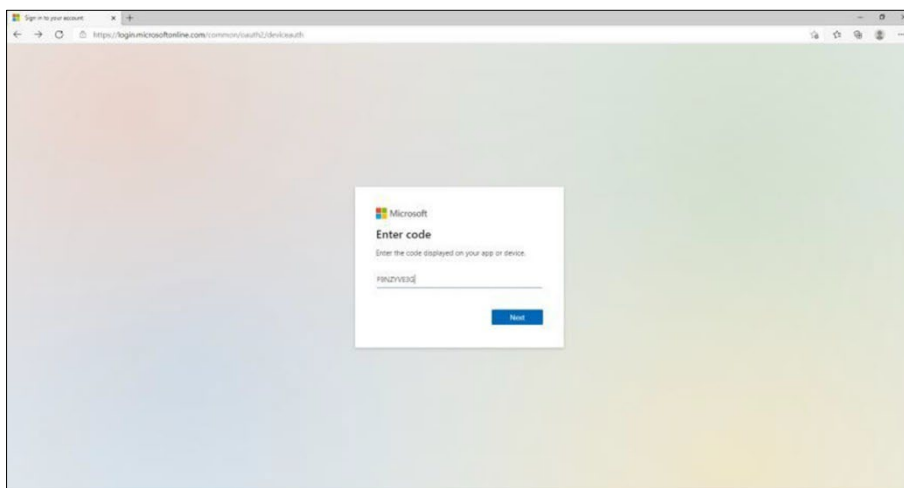 Sign in to your account
https://login.microsoftonline.com/common/oauth2/deviceauth
Microsoft
Enter code
Enter the code displayed on your app or device.
Next